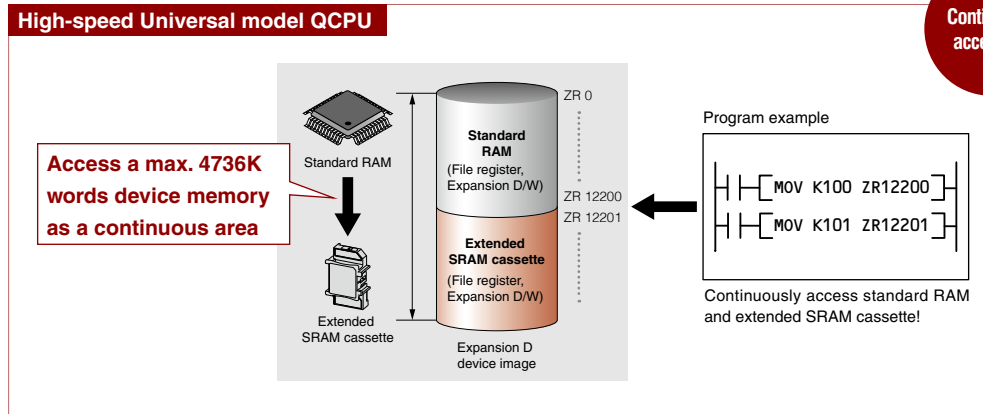 High-speed Universal model QCPU
Access a max. 4736K
words device memory
as a continuous area
Standard RAM
Extended
SRAM cassette
Standard
RAM
(File register,
Expansion D/W)
Extended
SRAM cassette
(File register,
Expansion D/W)
Expansion D
device image
ZR 0
ZR 12200
ZR 12201
Program example
MOV K100 ZR12200
MOV K101 ZR12201
Continuously access standard RAM
and extended SRAM cassette!